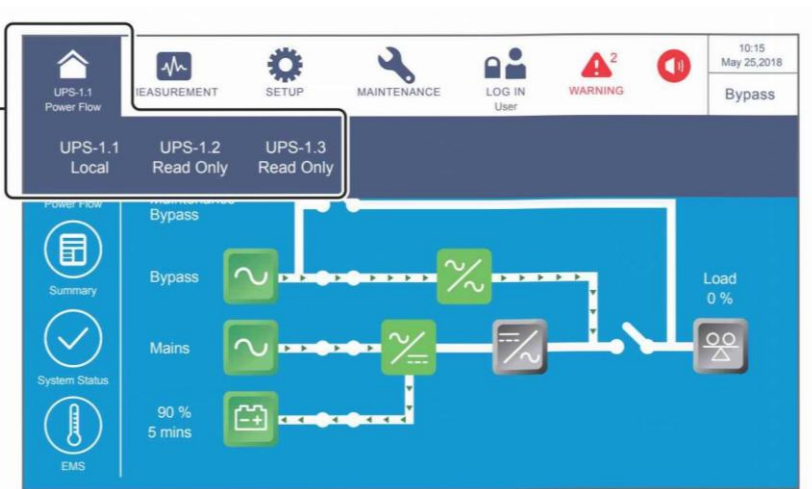 UPS-1.1
Power Flow
EASUREMENT
SETUP
MAINTENANCE
LOG IN
User
WARNING
2
10:15
May 25,2018
Bypass
UPS-1.1
Local
UPS-1.2
Read Only
UPS-1.3
Read Only
Power Flow
Summary
System Status
EMS
Maintenance
Bypass
Bypass
Mains
90 %
5 mins
Load
0 %